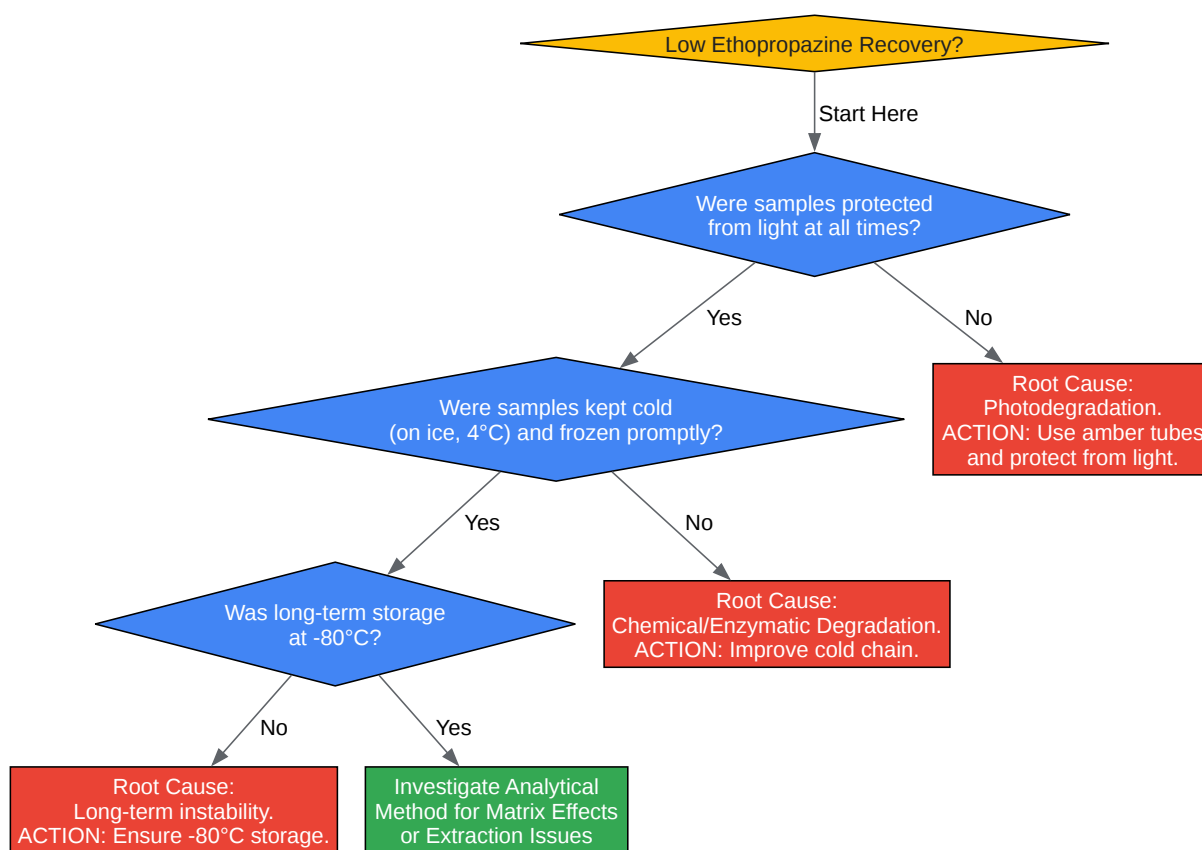 Low Ethopropazine Recovery?
Start Here
Were samples protected
from light at all times?
Yes
No
Were samples kept cold
(on ice, 4°C) and frozen promptly?
Root Cause:
Photodegradation.
ACTION: Use amber tubes
and protect from light.
Yes
No
Was long-term storage
at -80°C?
Root Cause:
Chemical/Enzymatic Degradation.
ACTION: Improve cold chain.
No
Yes
Root Cause:
Long-term instability.
ACTION: Ensure -80°C storage.
Investigate Analytical
Method for Matrix Effects
or Extraction Issues